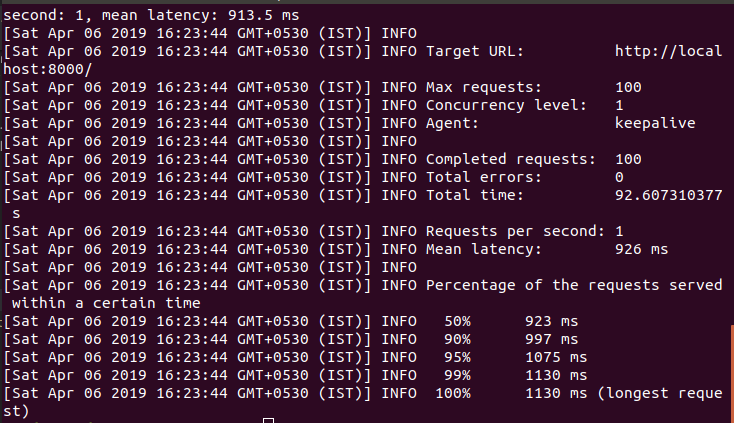 second: 1, mean latency: 913.5 ms
[Sat Apr 06 2019 16:23:44 GMT+0530 (IST)] INFO
[Sat Apr 06 2019 16:23:44 GMT+0530 (IST)] INFO Target URL:          http://local
host:8000/
[Sat Apr 06 2019 16:23:44 GMT+0530 (IST)] INFO Max requests:        100
[Sat Apr 06 2019 16:23:44 GMT+0530 (IST)] INFO Concurrency level:   1
[Sat Apr 06 2019 16:23:44 GMT+0530 (IST)] INFO Agent:               keepalive
[Sat Apr 06 2019 16:23:44 GMT+0530 (IST)] INFO
[Sat Apr 06 2019 16:23:44 GMT+0530 (IST)] INFO Completed requests:  100
[Sat Apr 06 2019 16:23:44 GMT+0530 (IST)] INFO Total errors:        0
[Sat Apr 06 2019 16:23:44 GMT+0530 (IST)] INFO Total time:          92.607310377
 s
[Sat Apr 06 2019 16:23:44 GMT+0530 (IST)] INFO Requests per second: 1
[Sat Apr 06 2019 16:23:44 GMT+0530 (IST)] INFO Mean latency:        926 ms
[Sat Apr 06 2019 16:23:44 GMT+0530 (IST)] INFO
[Sat Apr 06 2019 16:23:44 GMT+0530 (IST)] INFO Percentage of the requests served
 within a certain time
[Sat Apr 06 2019 16:23:44 GMT+0530 (IST)] INFO   50%      923 ms
[Sat Apr 06 2019 16:23:44 GMT+0530 (IST)] INFO   90%      997 ms
[Sat Apr 06 2019 16:23:44 GMT+0530 (IST)] INFO   95%      1075 ms
[Sat Apr 06 2019 16:23:44 GMT+0530 (IST)] INFO   99%      1130 ms
[Sat Apr 06 2019 16:23:44 GMT+0530 (IST)] INFO  100%      1130 ms (longest reque
st)